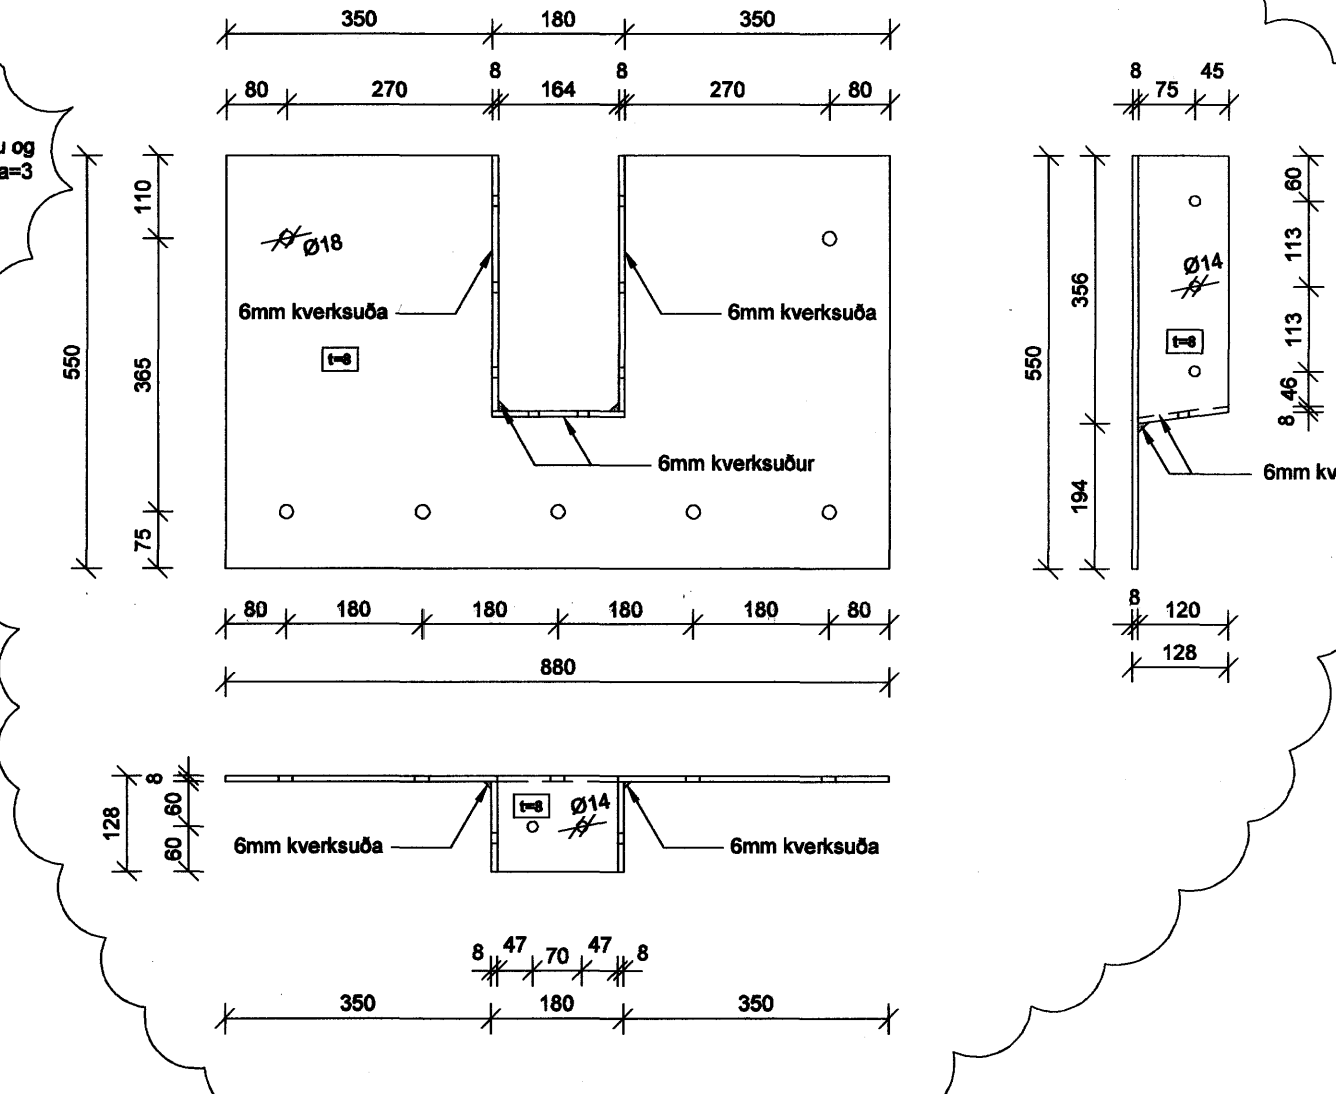 350 180 350
8 8
80 270 164 270 80
8 75 45
u og
a=3
110
365
75
550
Ø18
6mm kverksuða
6mm kverksuða
t=8
6mm kverksuður
550
356
194
Ø14
t=8
60
113
113
46
8
6mm kv
80 180 180 180 180 80
880
8 120
128
128
8
60
60
t=8 Ø14
6mm kverksuða
6mm kverksuða
8 47 70 47 8
350 180 350